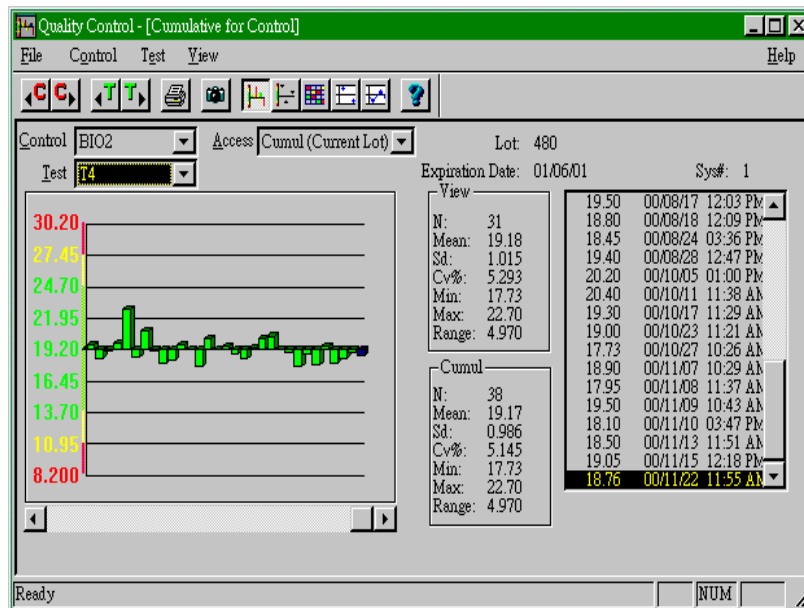 Quality Control - [Cumulative for Control]
File Control Test View Help
C C T T ?
Control BIO2 Access Cumul (Current Lot) Lot: 480
Test T4 Expiration Date: 01/06/01 Sys#: 1
30.20
27.45
24.70
21.95
19.20
16.45
13.70
10.95
8.200
View
N: 31
Mean: 19.18
Sd: 1.015
Cv%: 5.293
Min: 17.73
Max: 22.70
Range: 4.970
Cumul
N: 38
Mean: 19.17
Sd: 0.986
Cv%: 5.145
Min: 17.73
Max: 22.70
Range: 4.970
19.50 00/08/17 12:03 PM
18.80 00/08/18 12:09 PM
18.45 00/08/24 03:36 PM
19.40 00/08/28 12:47 PM
20.20 00/10/05 01:00 PM
20.40 00/10/11 11:38 AM
19.30 00/10/17 11:29 AM
19.00 00/10/23 11:21 AM
17.73 00/10/27 10:26 AM
18.90 00/11/07 10:29 AM
17.95 00/11/08 11:37 AM
19.50 00/11/09 10:43 AM
18.10 00/11/10 03:47 PM
18.50 00/11/13 11:51 AM
19.05 00/11/15 12:18 PM
18.76 00/11/22 11:55 AM
Ready NUM